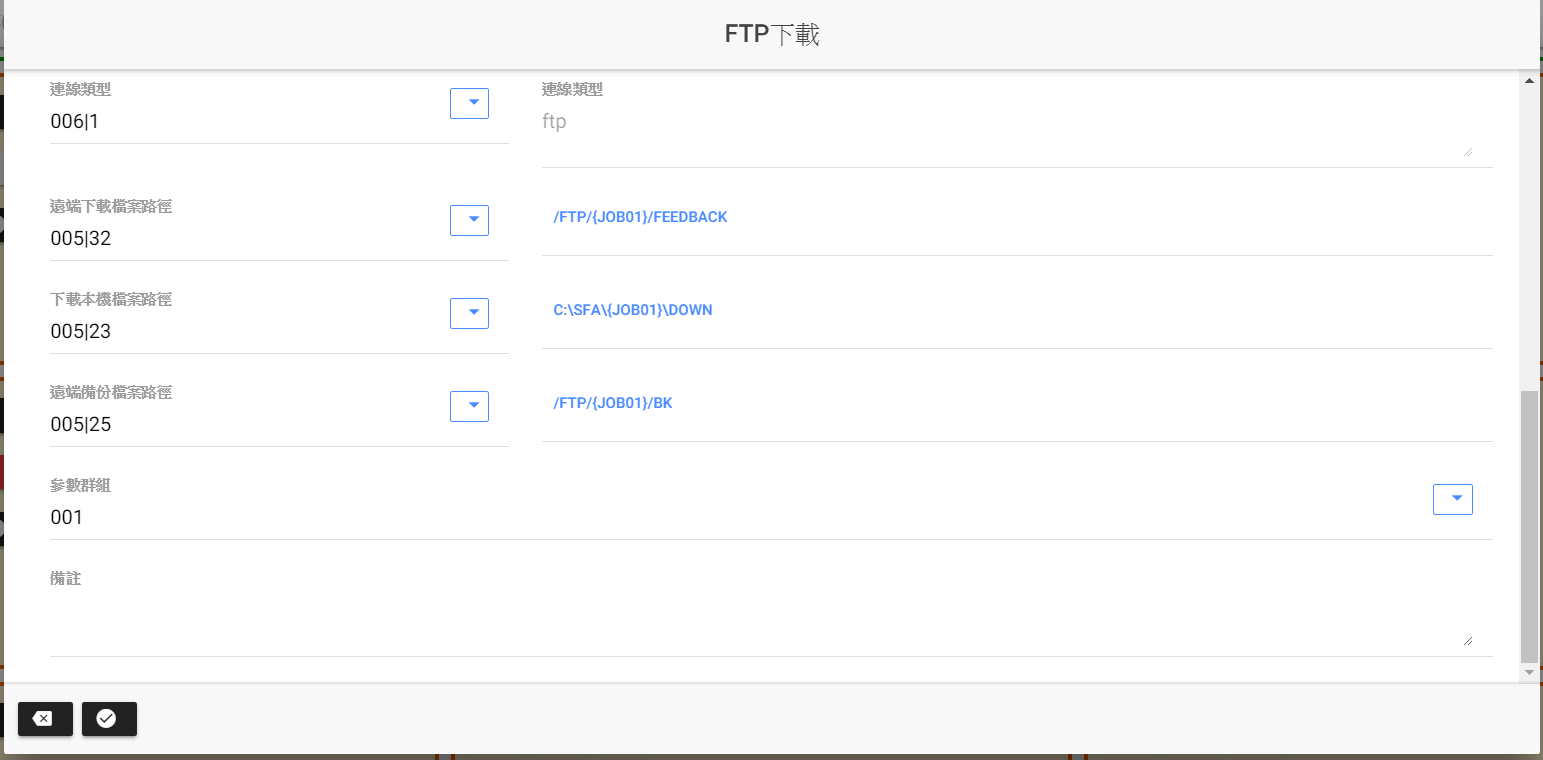 FTP下載
連線類型
006|1
連線類型
ftp
遠端下載檔案路徑
005|32
/FTP/{JOB01}/FEEDBACK
下載本機檔案路徑
005|23
C:\SFA\{JOB01}\DOWN
遠端備份檔案路徑
005|25
/FTP/{JOB01}/BK
參數群組
001
備註